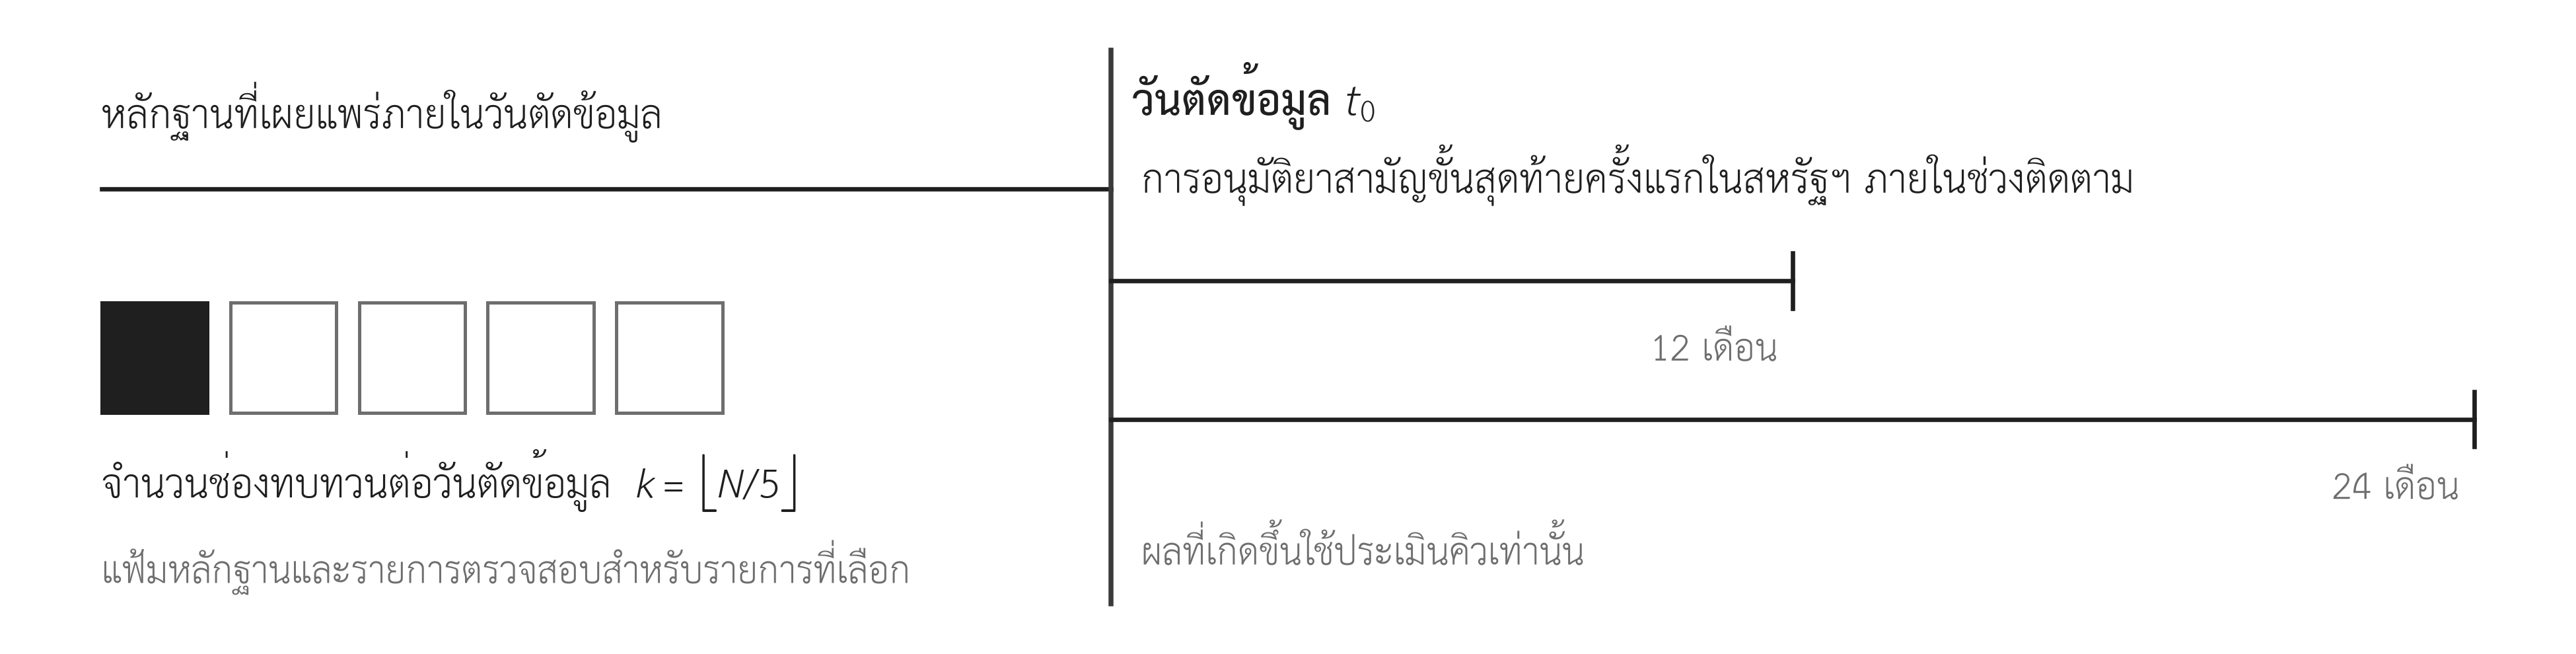 หลักฐานที่เผยแพร่ภายในวันตัดข้อมูล
วันตัดข้อมูล t₀
การอนุมัติยาสามัญขั้นสุดท้ายครั้งแรกในสหรัฐฯ ภายในช่วงติดตาม
12 เดือน
24 เดือน
จำนวนช่องทบทวนต่อวันตัดข้อมูล k = ⌊N/5⌋
แฟ้มหลักฐานและรายการตรวจสอบสำหรับรายการที่เลือก
ผลที่เกิดขึ้นใช้ประเมินคิวเท่านั้น